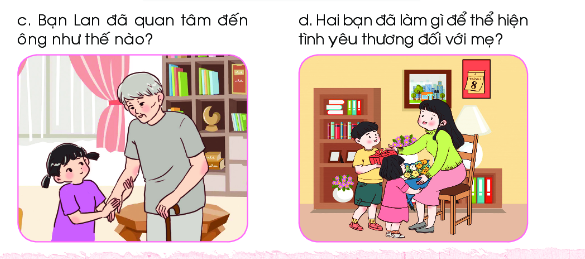 c. Bạn Lan đã quan tâm đến
ông như thế nào?
d. Hai bạn đã làm gì để thể hiện
tình yêu thương đối với mẹ?
8